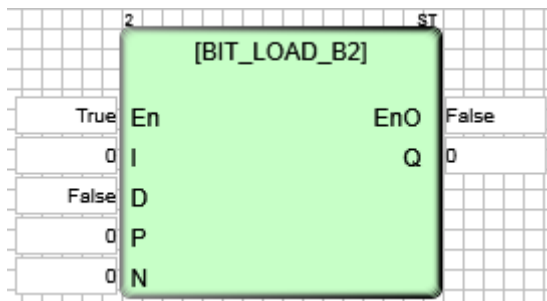 2 ST
[BIT_LOAD_B2]
True En EnO False
0 I Q 0
False D
0 P
0 N